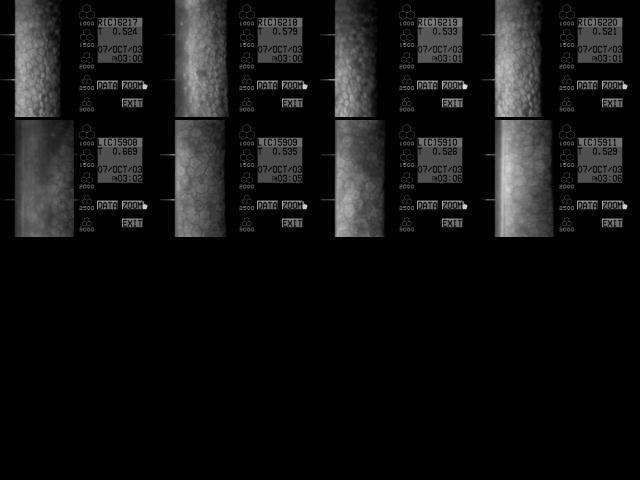 1000
R(C)6217
T 0.524
1500
07/OCT/03
PM03:00
2000
2500
DATA ZOOM
EXIT
3000
1000
R(C)6218
T 0.579
1500
07/OCT/03
PM03:00
2000
2500
DATA ZOOM
EXIT
3000
1000
R(C)6219
T 0.533
1500
07/OCT/03
PM03:01
2000
2500
DATA ZOOM
EXIT
3000
1000
R(C)6220
T 0.521
1500
07/OCT/03
PM03:01
2000
2500
DATA ZOOM
EXIT
3000
1000
L(C)5908
T 0.669
1500
07/OCT/03
PM03:02
2000
2500
DATA ZOOM
EXIT
3000
1000
L(C)5909
T 0.535
1500
07/OCT/03
PM03:05
2000
2500
DATA ZOOM
EXIT
3000
1000
L(C)5910
T 0.526
1500
07/OCT/03
PM03:06
2000
2500
DATA ZOOM
EXIT
3000
1000
L(C)5911
T 0.529
1500
07/OCT/03
PM03:06
2000
2500
DATA ZOOM
EXIT
3000